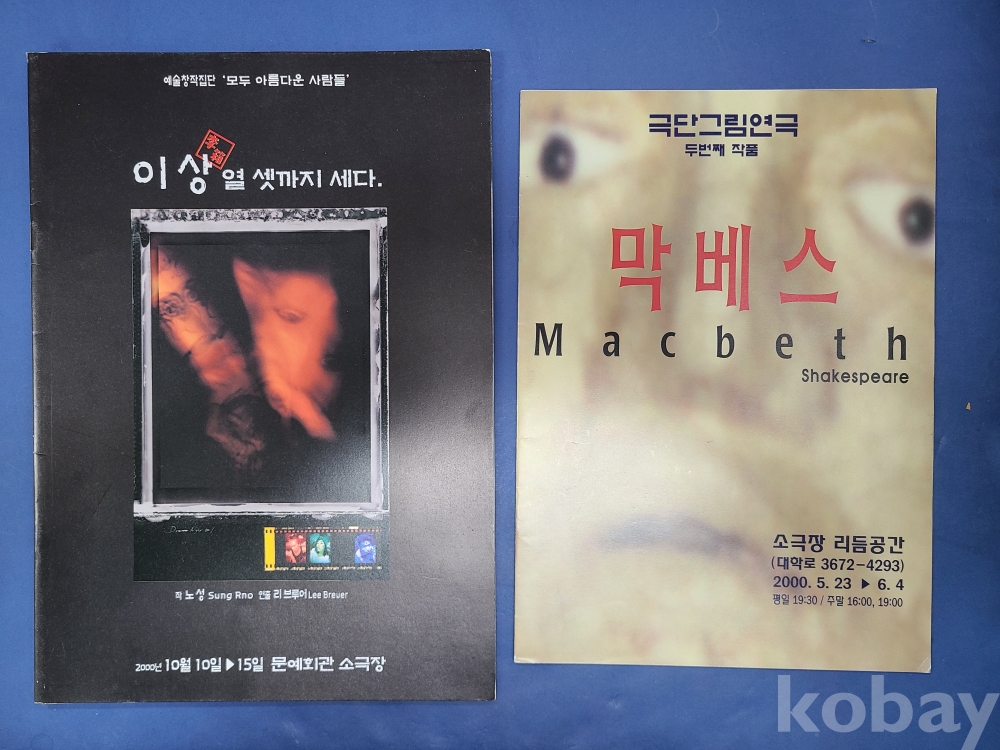 예술창작집단 '모두 아름다운 사람들'
이상 열 셋까지 세다.
작 노성 Sung Rno 연출 리 브루어 Lee Breuer
2000년 10월 10일 ▶ 15일 문예회관 소극장
극단그림연극
두번째 작품
막베스
Macbeth
Shakespeare
소극장 리듬공간
(대학로 3672-4293)
2000. 5. 23 ▶ 6. 4
평일 19:30 / 주말 16:00, 19:00
kobay